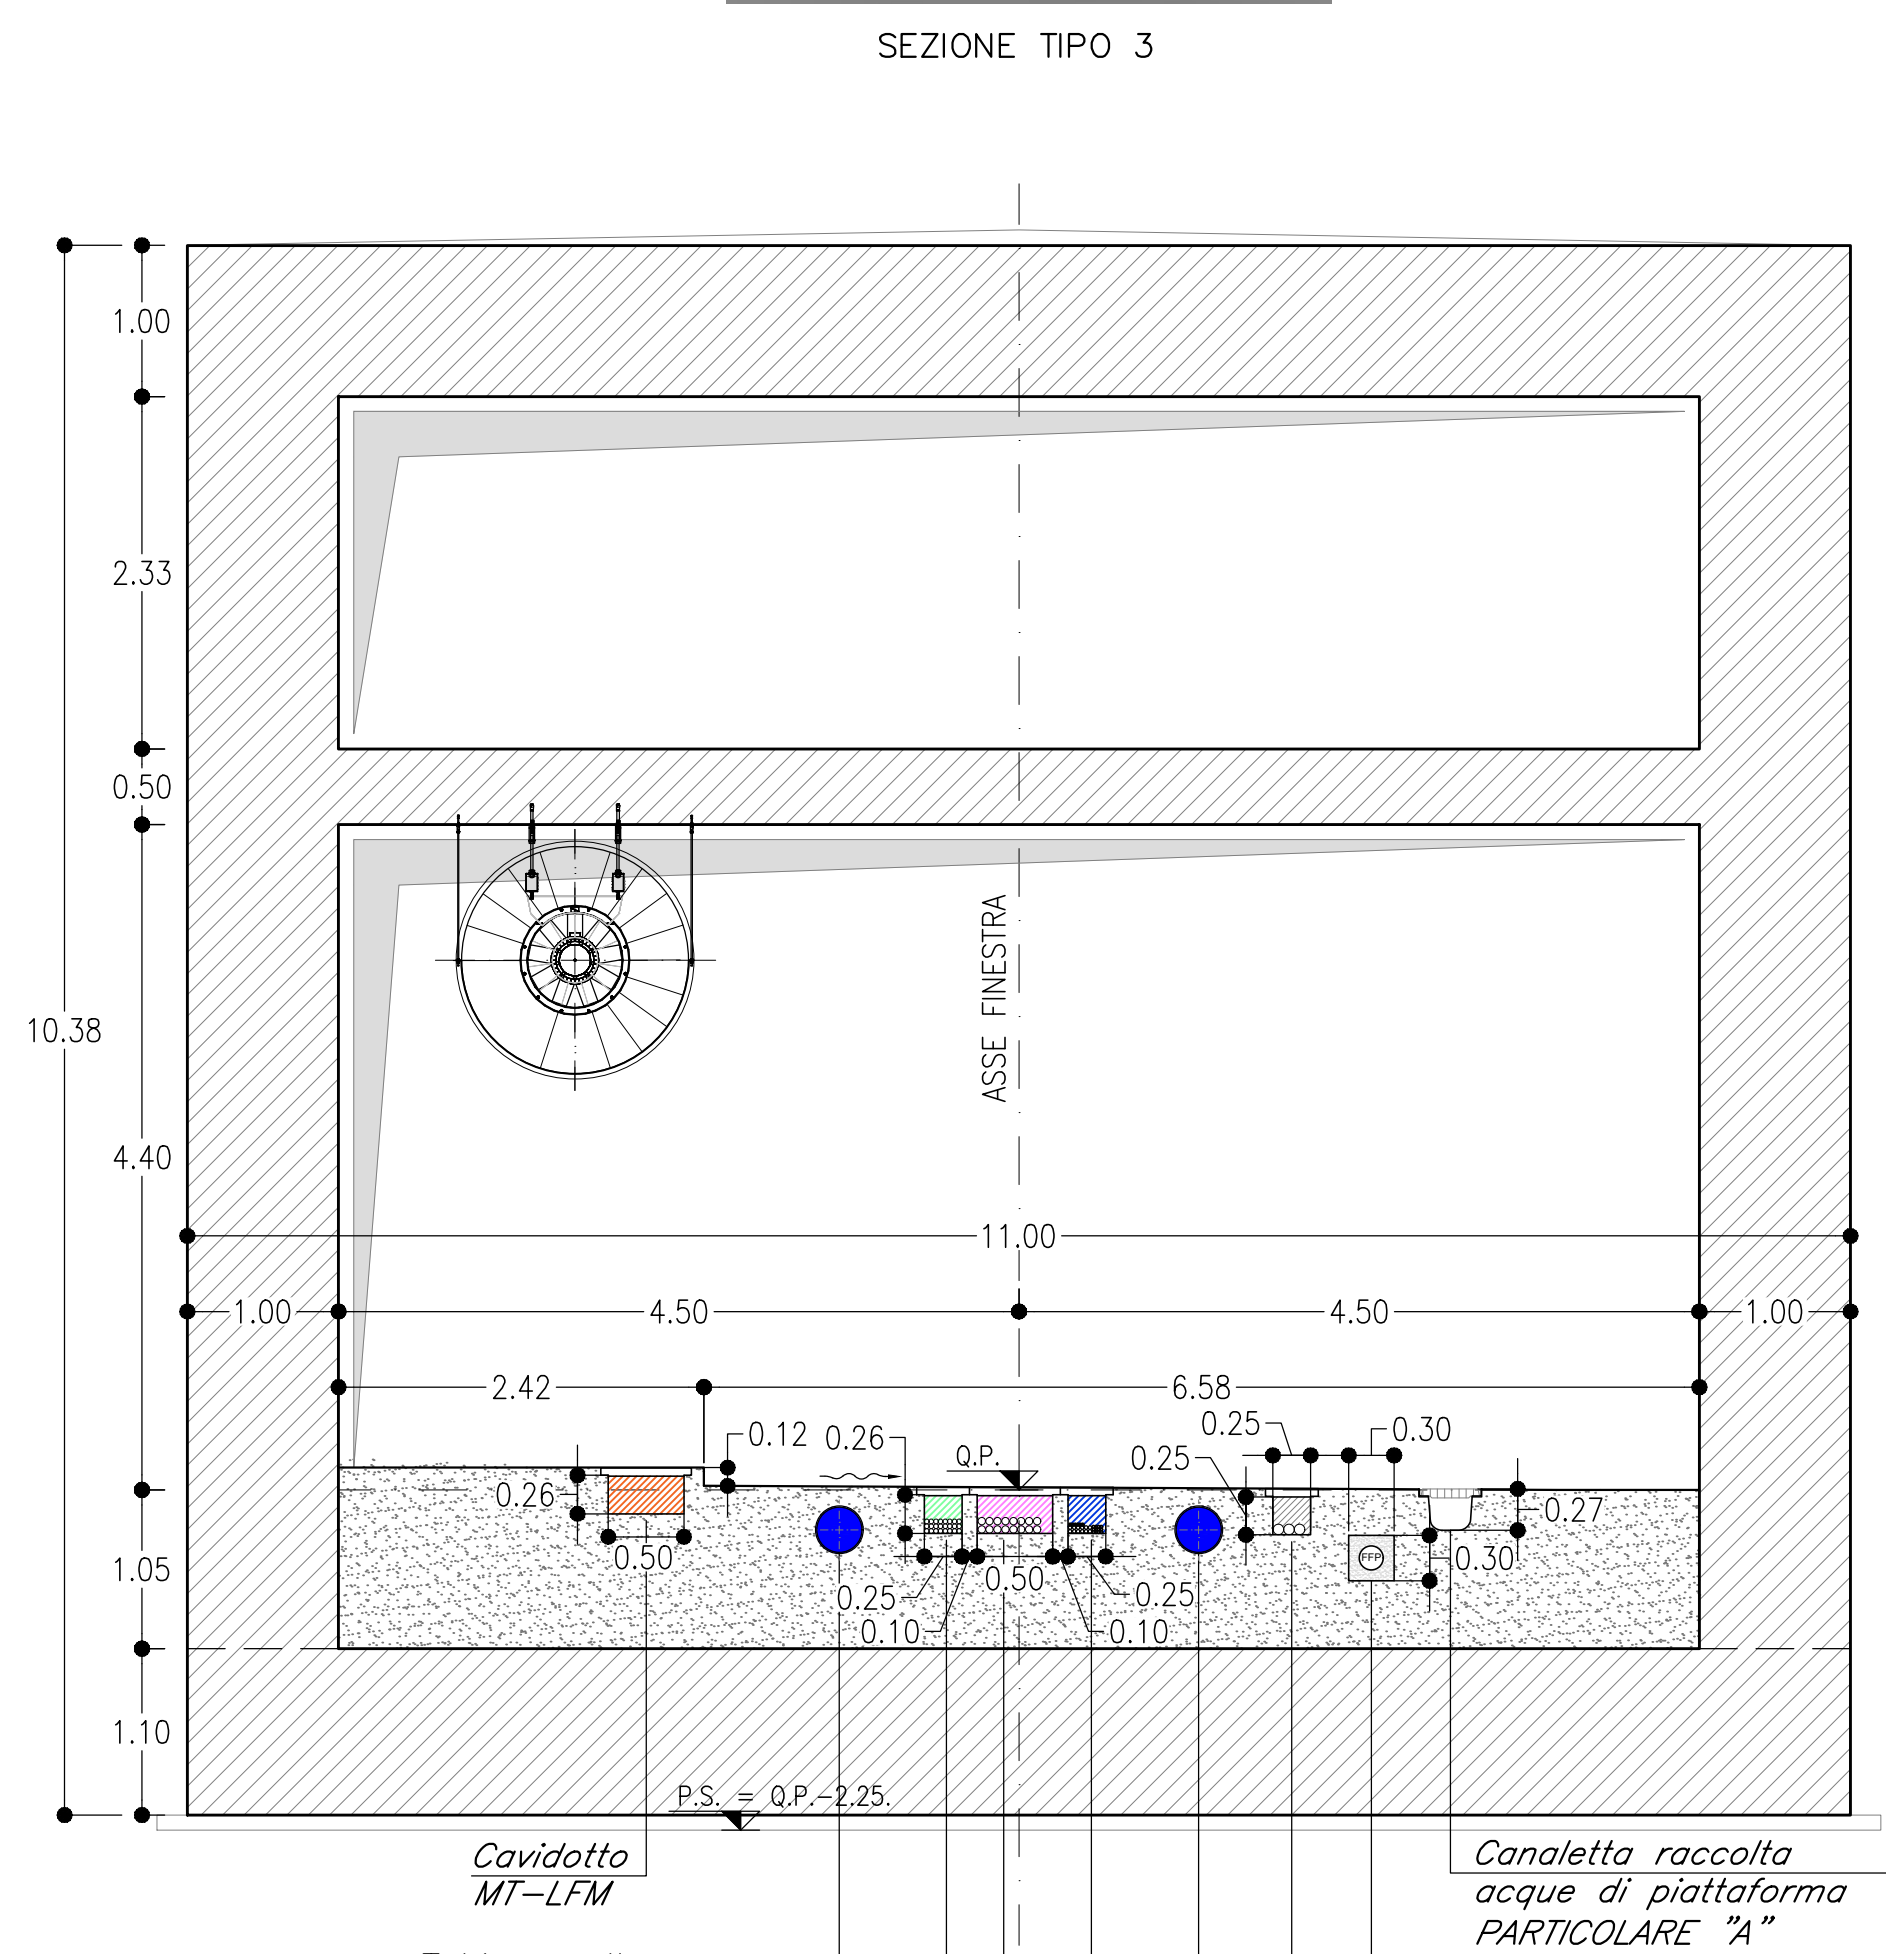 SEZIONE TIPO 3
1.00
2.33
0.50
10.38
4.40
1.05
1.10
ASSE FINESTRA
11.00
1.00
4.50
4.50
1.00
2.42
6.58
0.12
0.26
Q.P.
0.25
0.25
0.30
0.26
0.50
0.27
FFP
0.30
0.25
0.50
0.25
0.10
0.10
P.S. = Q.P.-2.25.
Cavidotto
MT-LFM
Canaletta raccolta
acque di piattaforma
PARTICOLARE "A"